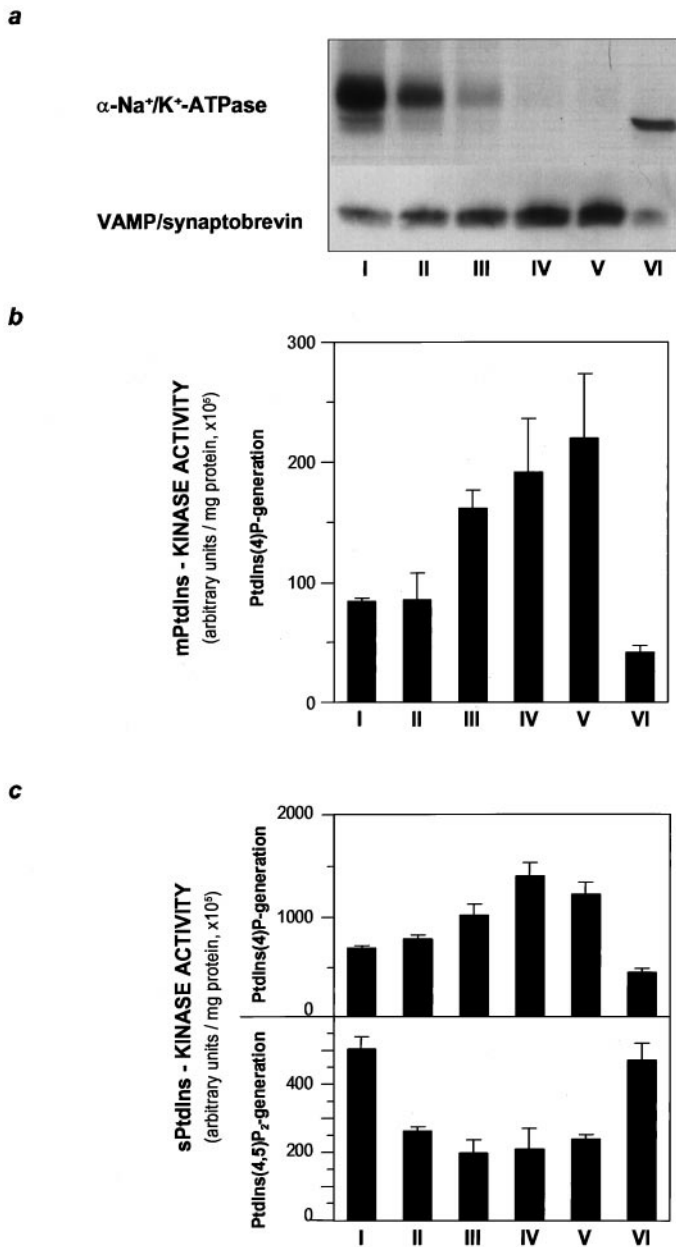 a
α-Na⁺/K⁺-ATPase
VAMP/synaptobrevin
I II III IV V VI
b
mPtdIns - KINASE ACTIVITY
(arbitrary units / mg protein, x10⁵)
PtdIns(4)P-generation
300
200
100
0
I II III IV V VI
c
sPtdIns - KINASE ACTIVITY
(arbitrary units / mg protein, x10⁵)
PtdIns(4)P-generation
2000
1000
0
PtdIns(4,5)P₂-generation
400
200
0
I II III IV V VI